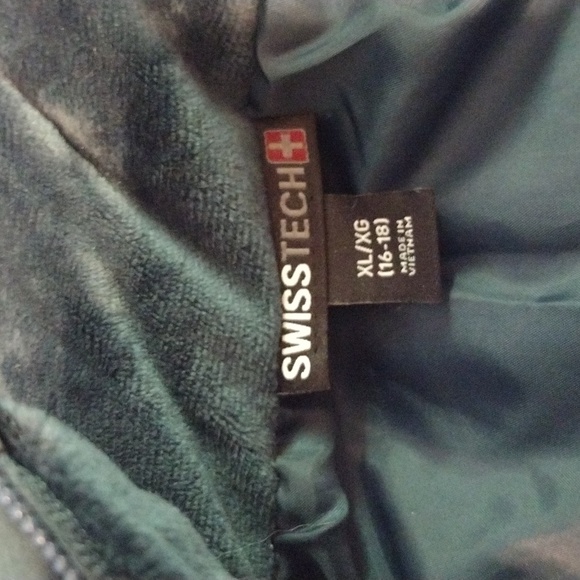 SWISSTECH
XL/XG
(16-18)
MADE IN
VIETNAM